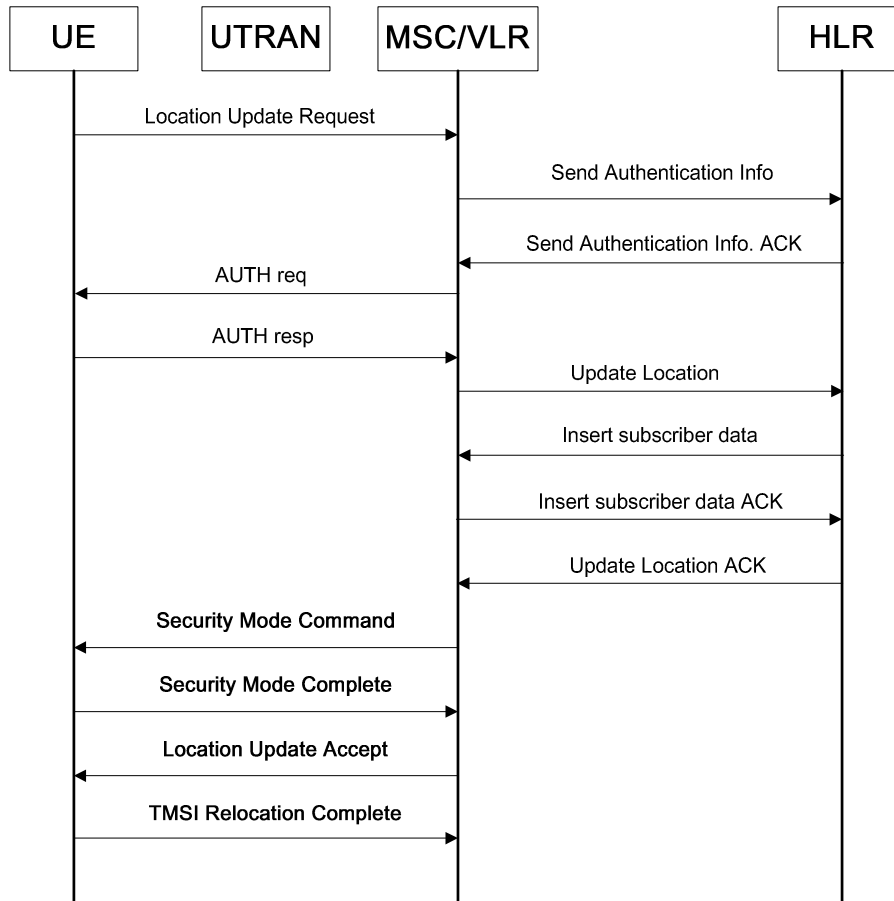 UE
UTRAN
MSC/VLR
HLR
Location Update Request
Send Authentication Info
Send Authentication Info. ACK
AUTH req
AUTH resp
Update Location
Insert subscriber data
Insert subscriber data ACK
Update Location ACK
Security Mode Command
Security Mode Complete
Location Update Accept
TMSI Relocation Complete